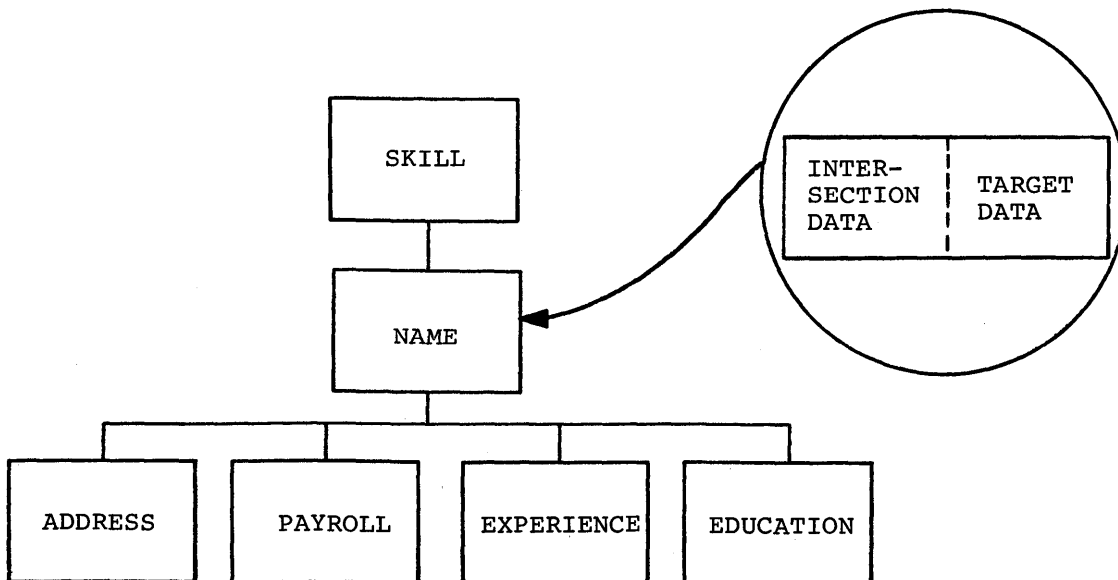 SKILL
INTER-
SECTION
DATA
TARGET
DATA
NAME
ADDRESS
PAYROLL
EXPERIENCE
EDUCATION